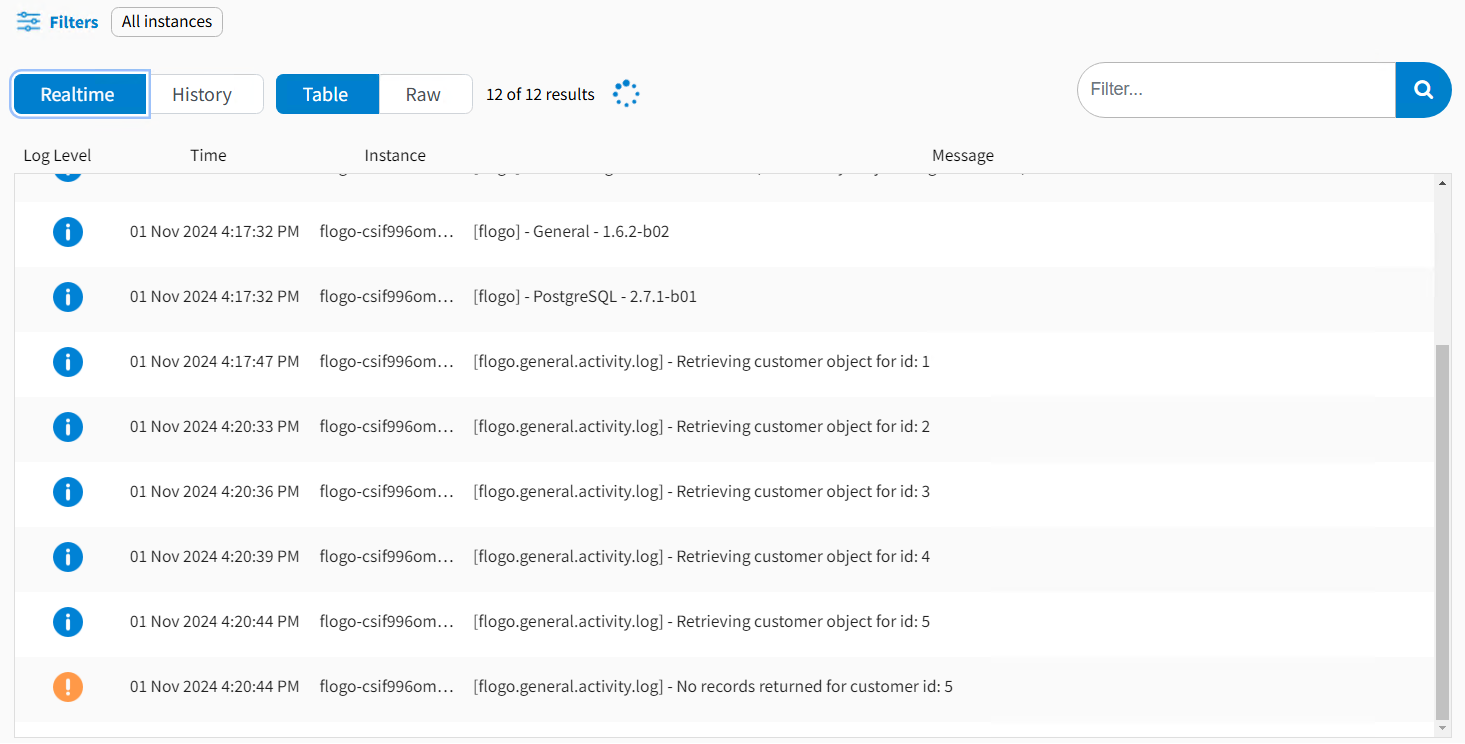 Filters All instances
Realtime History Table Raw 12 of 12 results Filter...
Log Level Time Instance Message
01 Nov 2024 4:17:32 PM flogo-csif996om... [flogo] - General - 1.6.2-b02
01 Nov 2024 4:17:32 PM flogo-csif996om... [flogo] - PostgreSQL - 2.7.1-b01
01 Nov 2024 4:17:47 PM flogo-csif996om... [flogo.general.activity.log] - Retrieving customer object for id: 1
01 Nov 2024 4:20:33 PM flogo-csif996om... [flogo.general.activity.log] - Retrieving customer object for id: 2
01 Nov 2024 4:20:36 PM flogo-csif996om... [flogo.general.activity.log] - Retrieving customer object for id: 3
01 Nov 2024 4:20:39 PM flogo-csif996om... [flogo.general.activity.log] - Retrieving customer object for id: 4
01 Nov 2024 4:20:44 PM flogo-csif996om... [flogo.general.activity.log] - Retrieving customer object for id: 5
01 Nov 2024 4:20:44 PM flogo-csif996om... [flogo.general.activity.log] - No records returned for customer id: 5